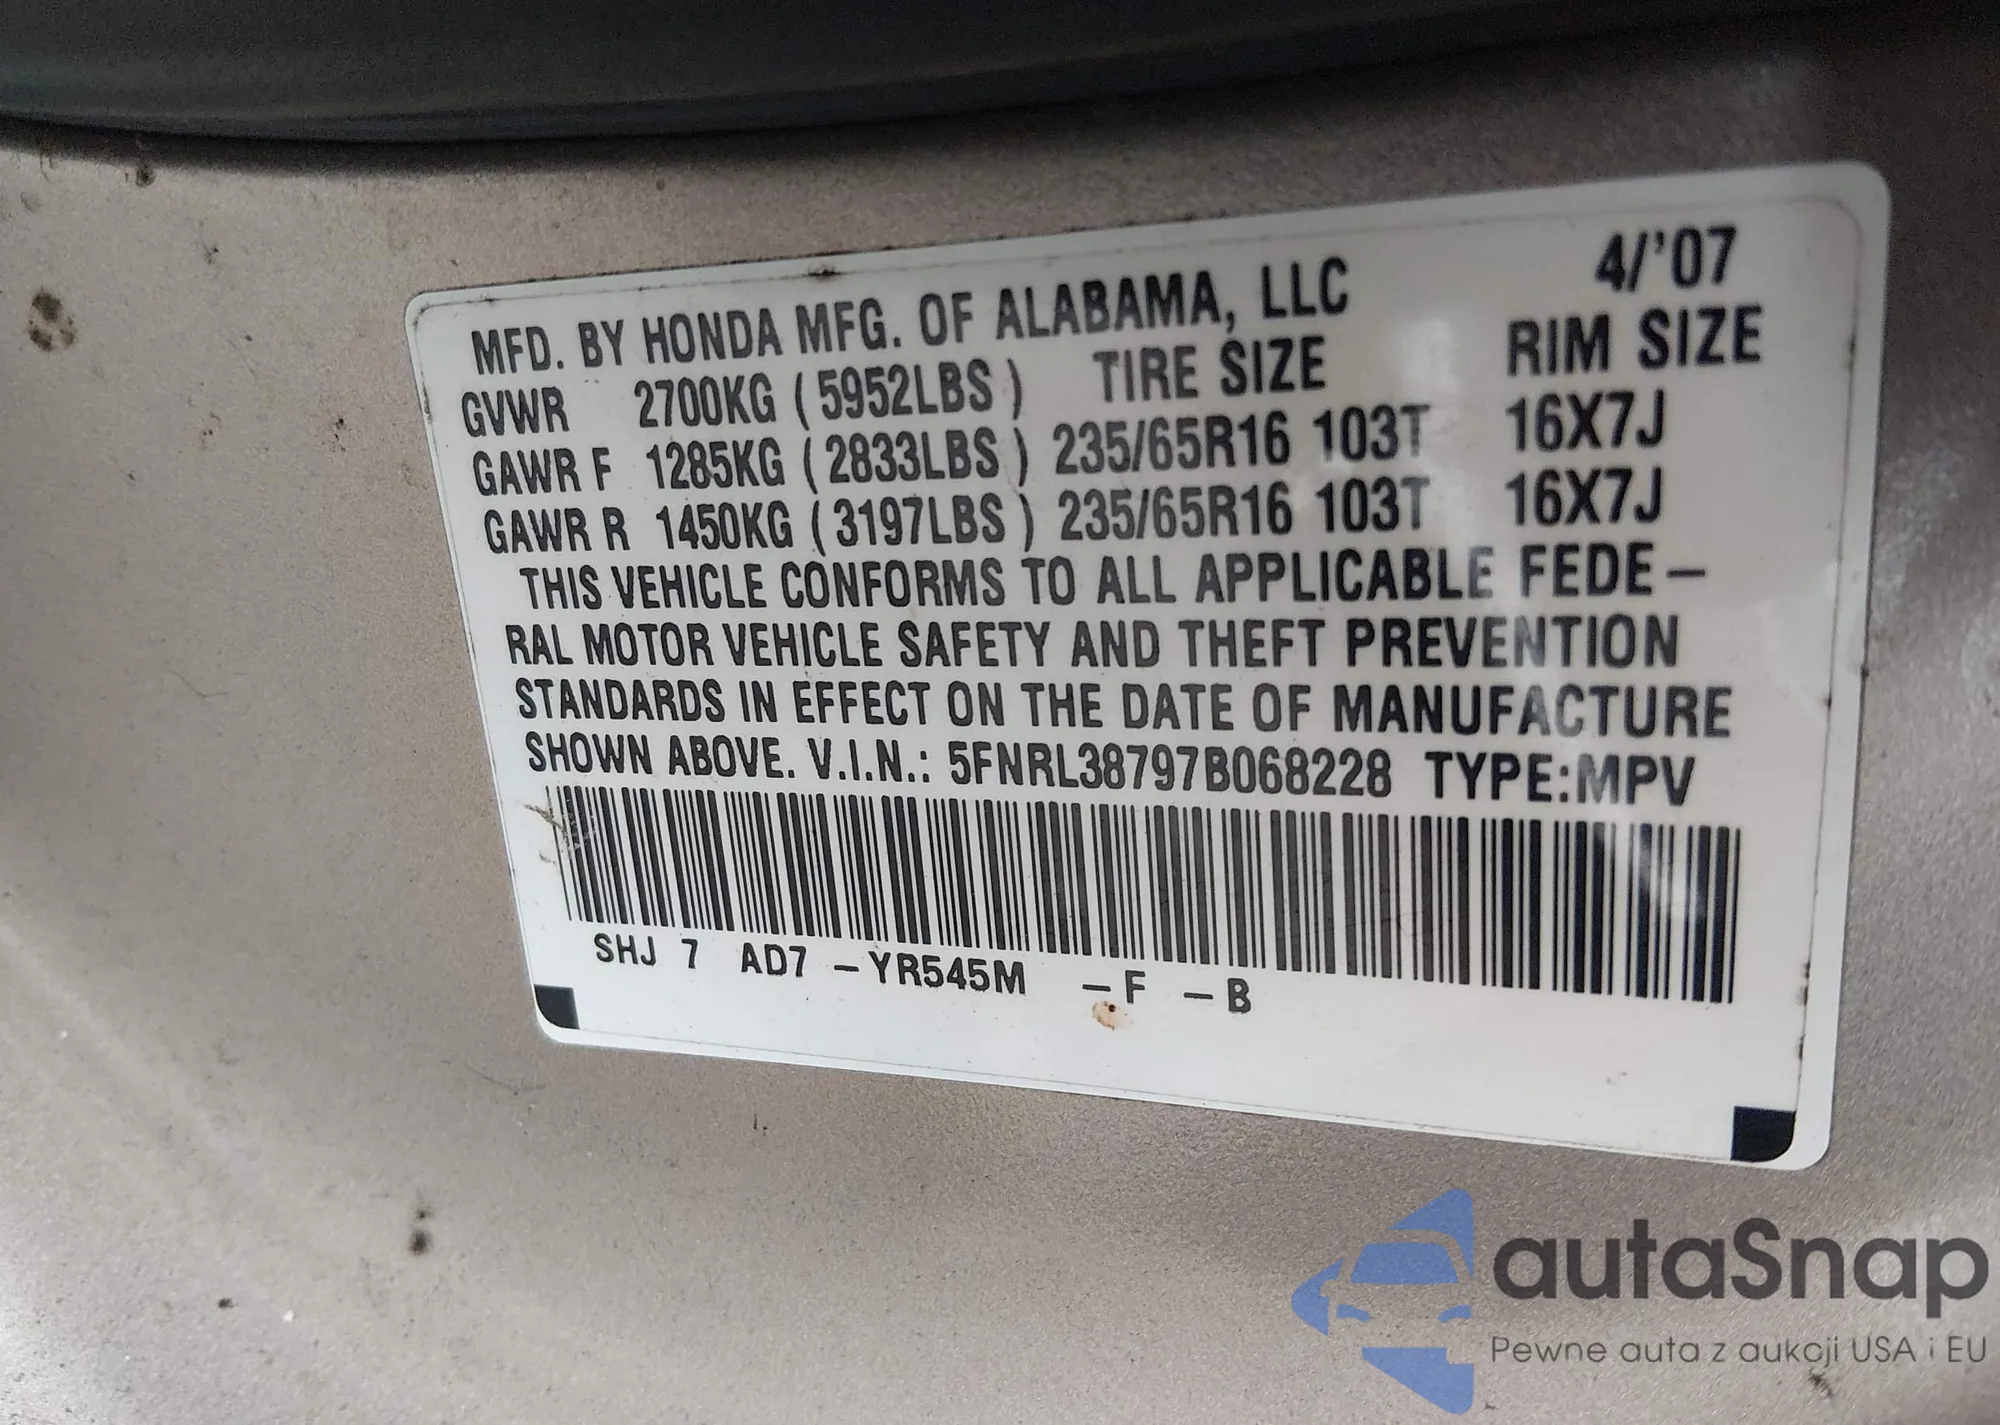 MFD. BY HONDA MFG. OF ALABAMA, LLC 4/'07
GVWR 2700KG (5952LBS) TIRE SIZE RIM SIZE
GAWR F 1285KG (2833LBS) 235/65R16 103T 16X7J
GAWR R 1450KG (3197LBS) 235/65R16 103T 16X7J
THIS VEHICLE CONFORMS TO ALL APPLICABLE FEDE-
RAL MOTOR VEHICLE SAFETY AND THEFT PREVENTION
STANDARDS IN EFFECT ON THE DATE OF MANUFACTURE
SHOWN ABOVE. V.I.N.: 5FNRL38797B068228 TYPE:MPV
SHJ 7 AD7 -YR545M -F -B
autaSnap
Pewne auta z aukcji USA i EU